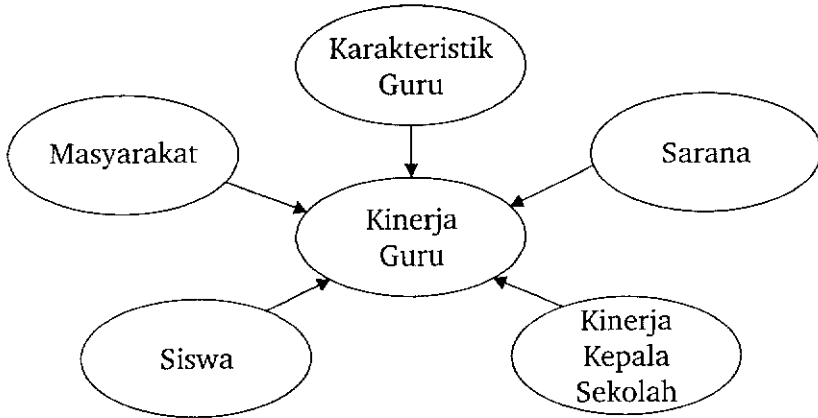 Karakteristik
Guru
Masyarakat
Sarana
Kinerja
Guru
Siswa
Kinerja
Kepala
Sekolah